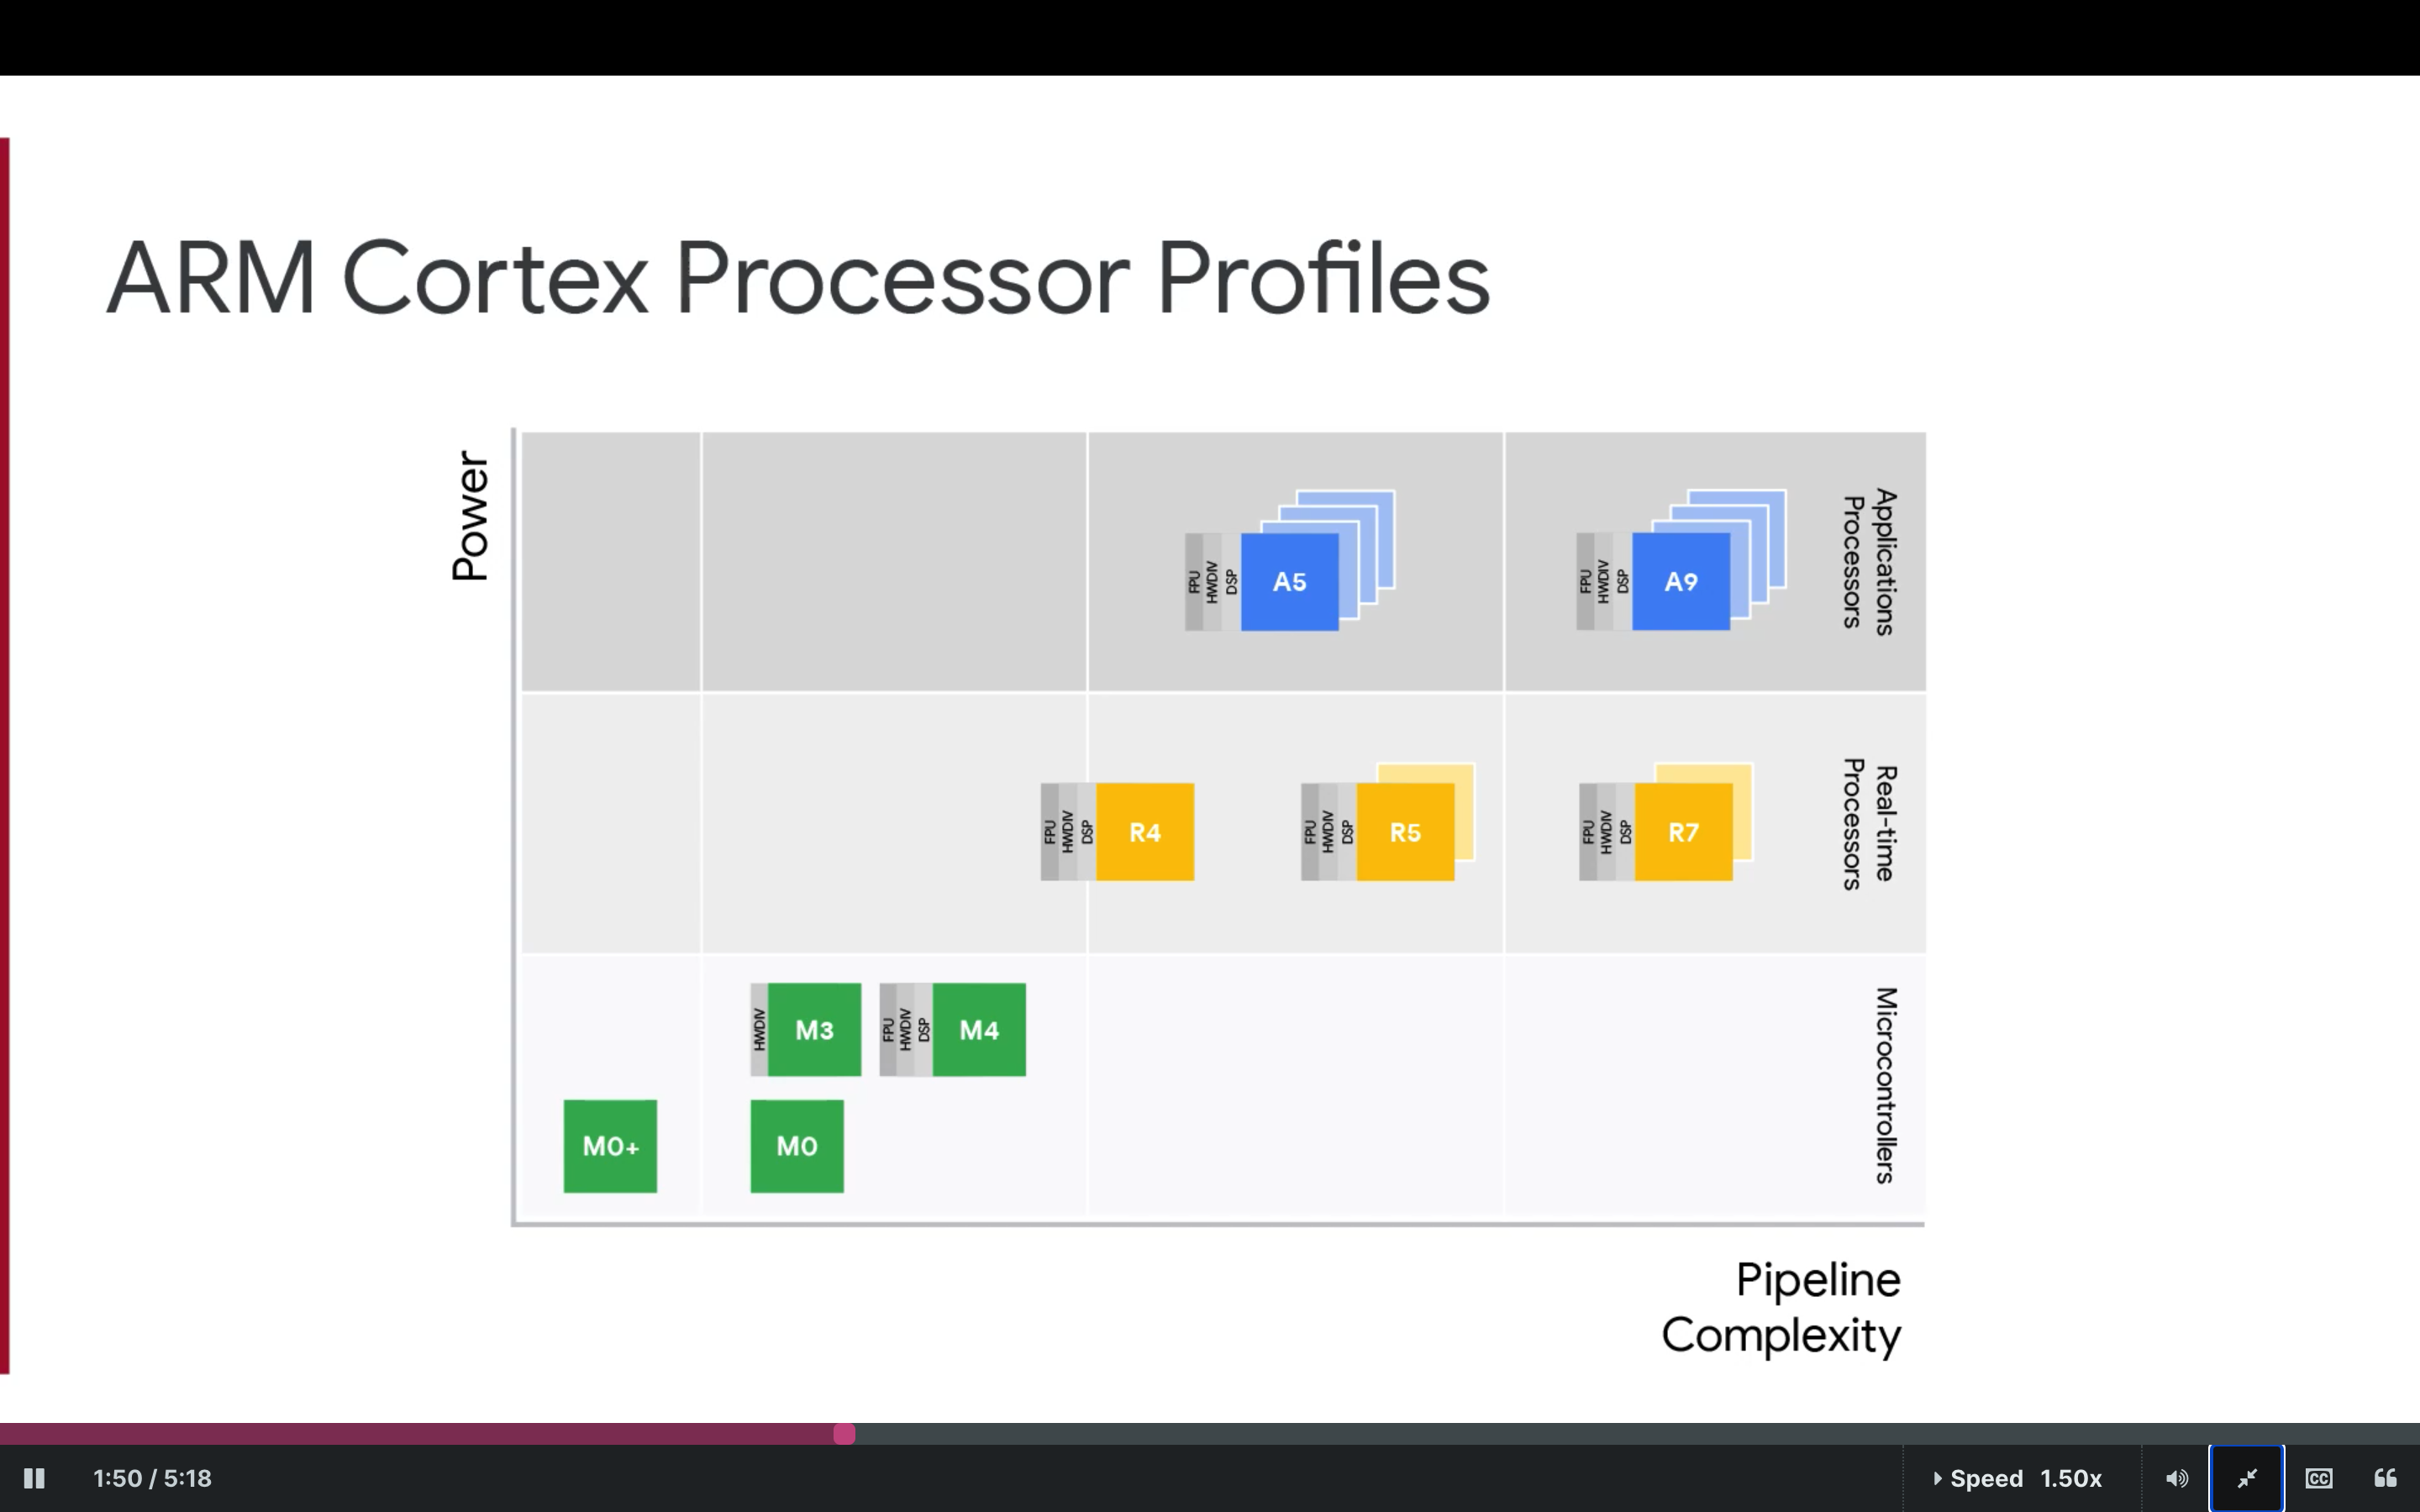 ARM Cortex Processor Profiles
Power
FPU
HWDIV
DSP
A5
FPU
HWDIV
DSP
A9
Applications
Processors
FPU
HWDIV
DSP
R4
FPU
HWDIV
DSP
R5
FPU
HWDIV
DSP
R7
Real-time
Processors
HWDIV
M3
FPU
HWDIV
DSP
M4
M0+
M0
Microcontrollers
Pipeline
Complexity
1:50 / 5:18
Speed 1.50x
CC